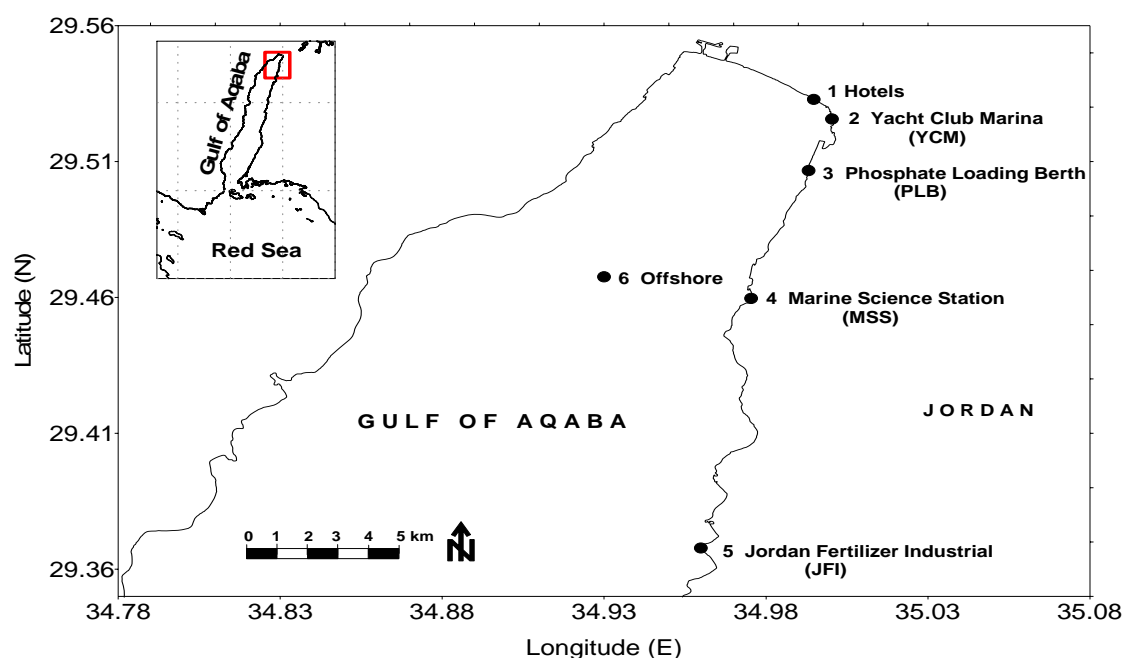 29.56
29.51
29.46
29.41
29.36
Latitude (N)
Gulf of Aqaba
Red Sea
1 Hotels
2 Yacht Club Marina
(YCM)
3 Phosphate Loading Berth
(PLB)
6 Offshore
4 Marine Science Station
(MSS)
GULF OF AQABA
JORDAN
0 1 2 3 4 5 km
N
5 Jordan Fertilizer Industrial
(JFI)
34.78 34.83 34.88 34.93 34.98 35.03 35.08
Longitude (E)